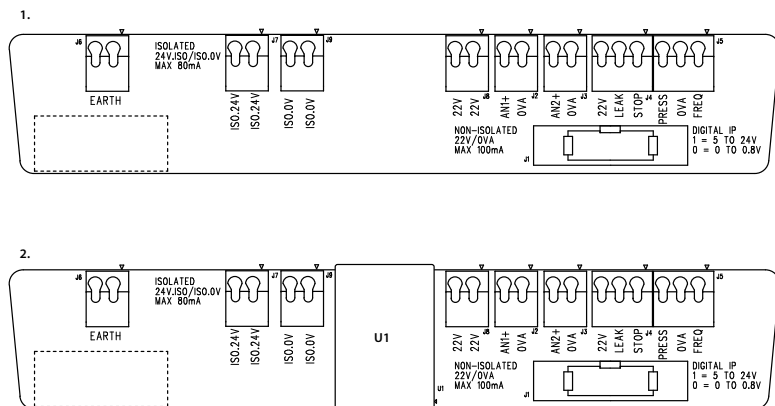 1.
J6
EARTH
ISOLATED
24V.ISO/ISO.0V
MAX 80mA
J7
ISO.24V
ISO.24V
J9
ISO.0V
ISO.0V
J8
22V
22V
J2
AN1+
0VA
J3
AN2+
0VA
J4
22V
LEAK
STOP
J5
PRESS
0VA
FREQ
NON-ISOLATED
22V/0VA
MAX 100mA
J1
DIGITAL IP
1 = 5 TO 24V
0 = 0 TO 0.8V
2.
J6
EARTH
ISOLATED
24V.ISO/ISO.0V
MAX 80mA
J7
ISO.24V
ISO.24V
J9
ISO.0V
ISO.0V
U1
U1
J8
22V
22V
J2
AN1+
0VA
J3
AN2+
0VA
J4
22V
LEAK
STOP
J5
PRESS
0VA
FREQ
NON-ISOLATED
22V/0VA
MAX 100mA
J1
DIGITAL IP
1 = 5 TO 24V
0 = 0 TO 0.8V